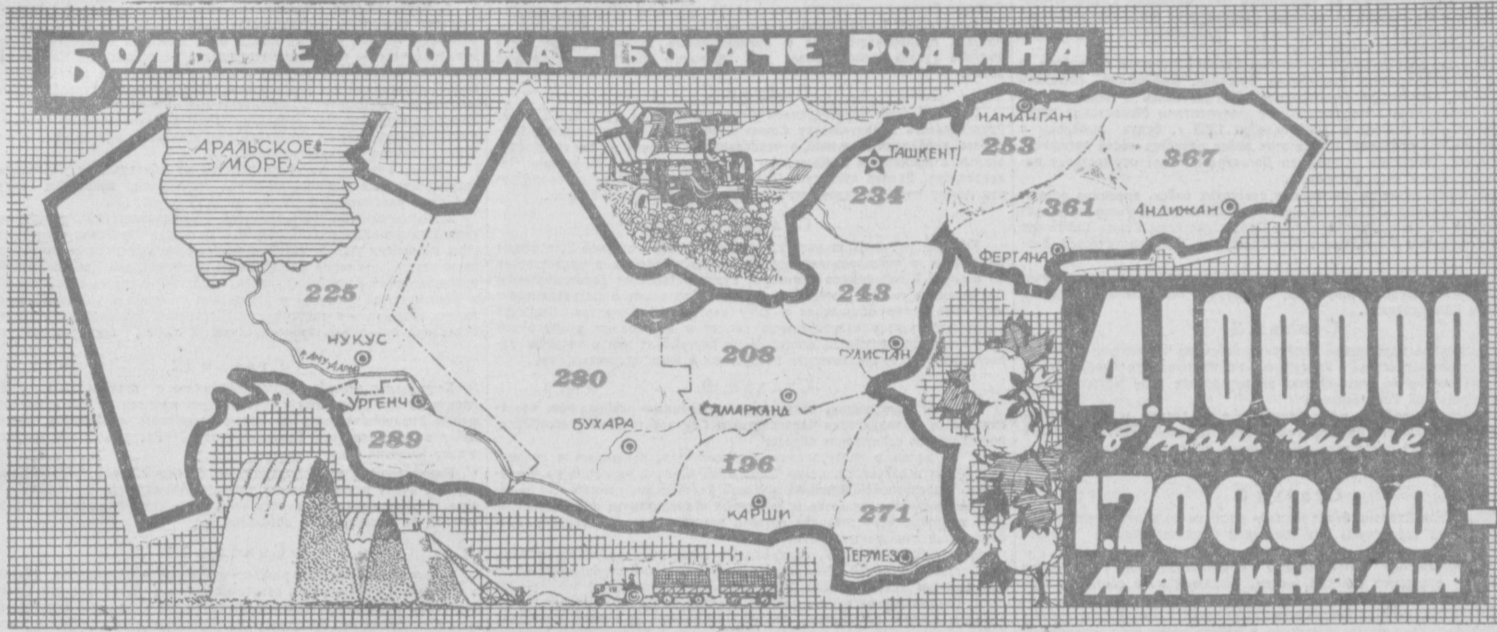 БОЛЬШЕ ХЛОПКА – БОГАЧЕ РОДИНА
АРАЛЬСКОЕ
МОРЕ
НАМАНГАН
253
367
ТАШКЕНТ
234
361
АНДИЖАН
ФЕРГАНА
225
243
НУКУС
208
ГУЛИСТАН
АМУДАРЬЯ
280
УРГЕНЧ
САМАРКАНД
БУХАРА
289
196
КАРШИ
271
ТЕРМЕЗ
4.100.000
в том числе
1.700.000 –
МАШИНАМИ